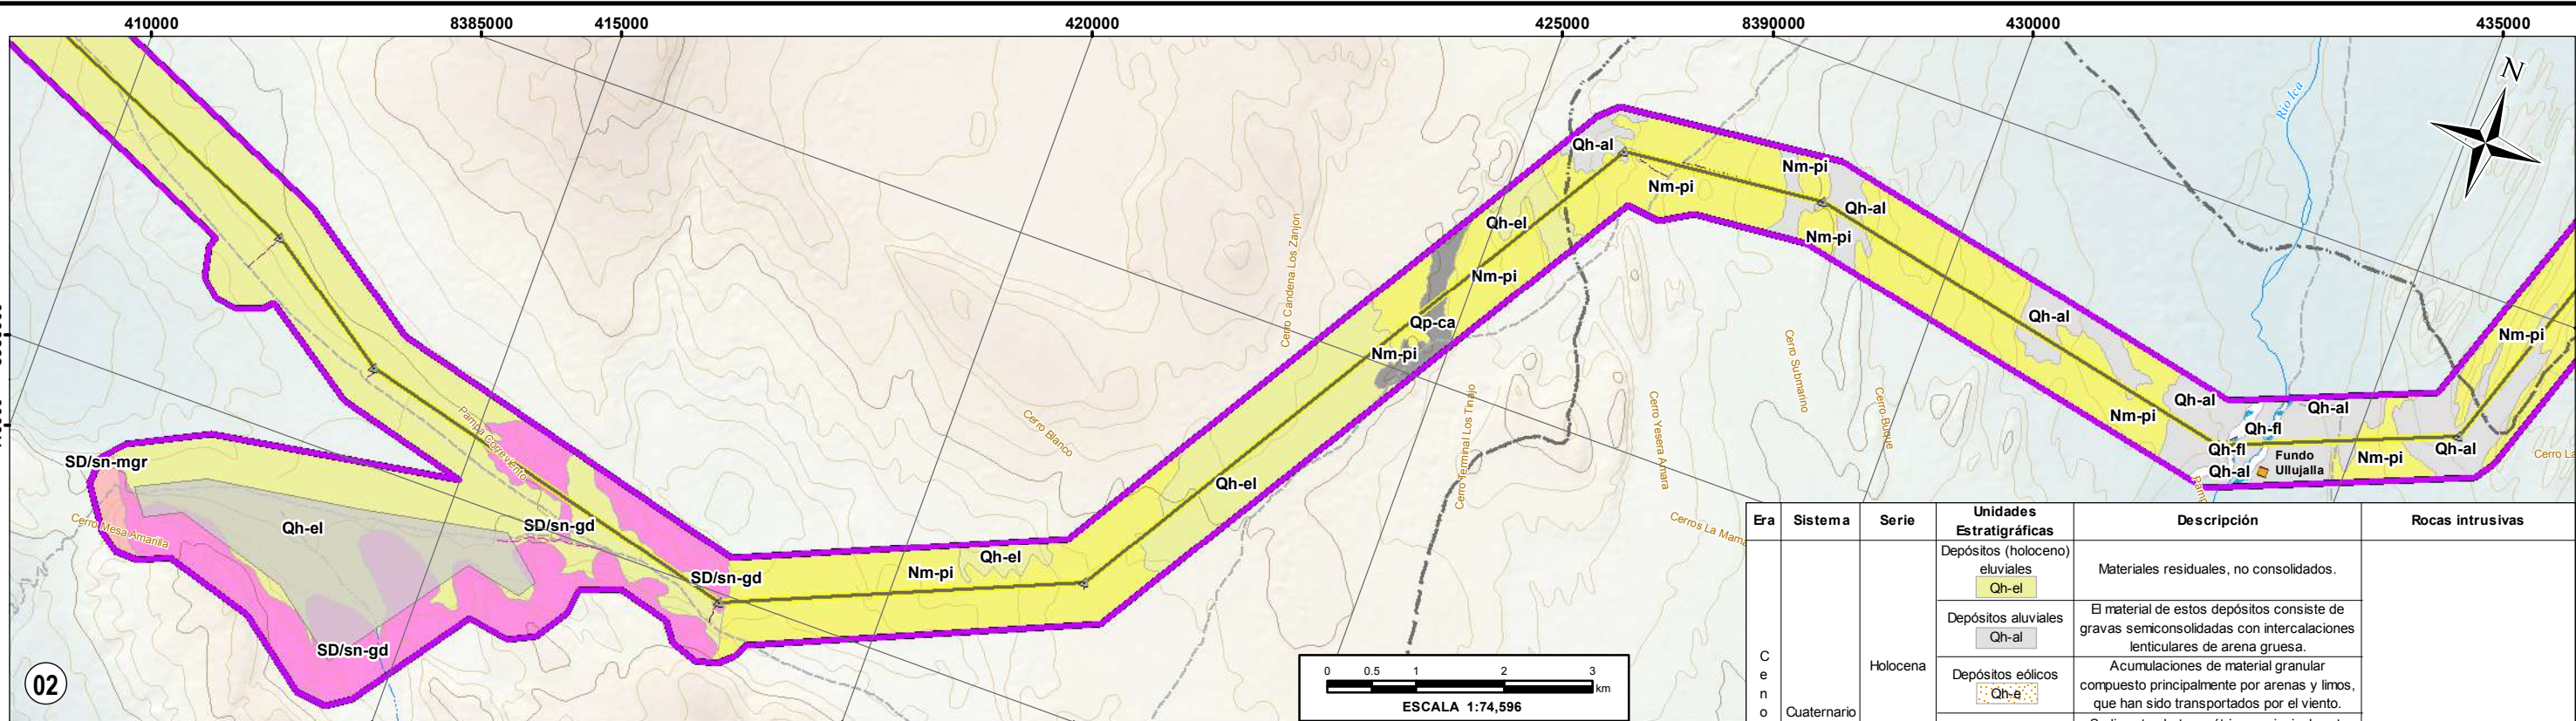 410000
8385000
415000
420000
425000
8390000
430000
435000
N
Río Ica
Qh-al
Nm-pi
Nm-pi
Qh-al
Nm-pi
Qh-el
Nm-pi
Cerro Candena Los Zanjon
Qp-ca
Nm-pi
Qh-al
Nm-pi
Cerro Submarino
Cerro Buque
Cerro Yesera Amara
Cerro Terminal Los Tinajo
Cerro Blanco
Pampa Correviento
Nm-pi
Qh-al
Qh-al
Qh-fl
Qh-fl
Qh-al
Fundo
Ullujalla
Nm-pi
Qh-al
Cerro La
Pamp
SD/sn-mgr
Cerro Mesa Amarilla
Qh-el
SD/sn-gd
Qh-el
SD/sn-gd
Nm-pi
Qh-el
SD/sn-gd
Cerros La Mama
02
0 0.5 1 2 3
km
ESCALA 1:74,596
Era Sistema Serie Unidades Estratigráficas Descripción Rocas intrusivas
Depósitos (holoceno)
eluviales
Qh-el
Materiales residuales, no consolidados.
Depósitos aluviales
Qh-al
El material de estos depósitos consiste de
gravas semiconsolidadas con intercalaciones
lenticulares de arena gruesa.
Depósitos eólicos
Qh-e
Acumulaciones de material granular
compuesto principalmente por arenas y limos,
que han sido transportados por el viento.
Holocena
Cuaternario
C
e
n
o